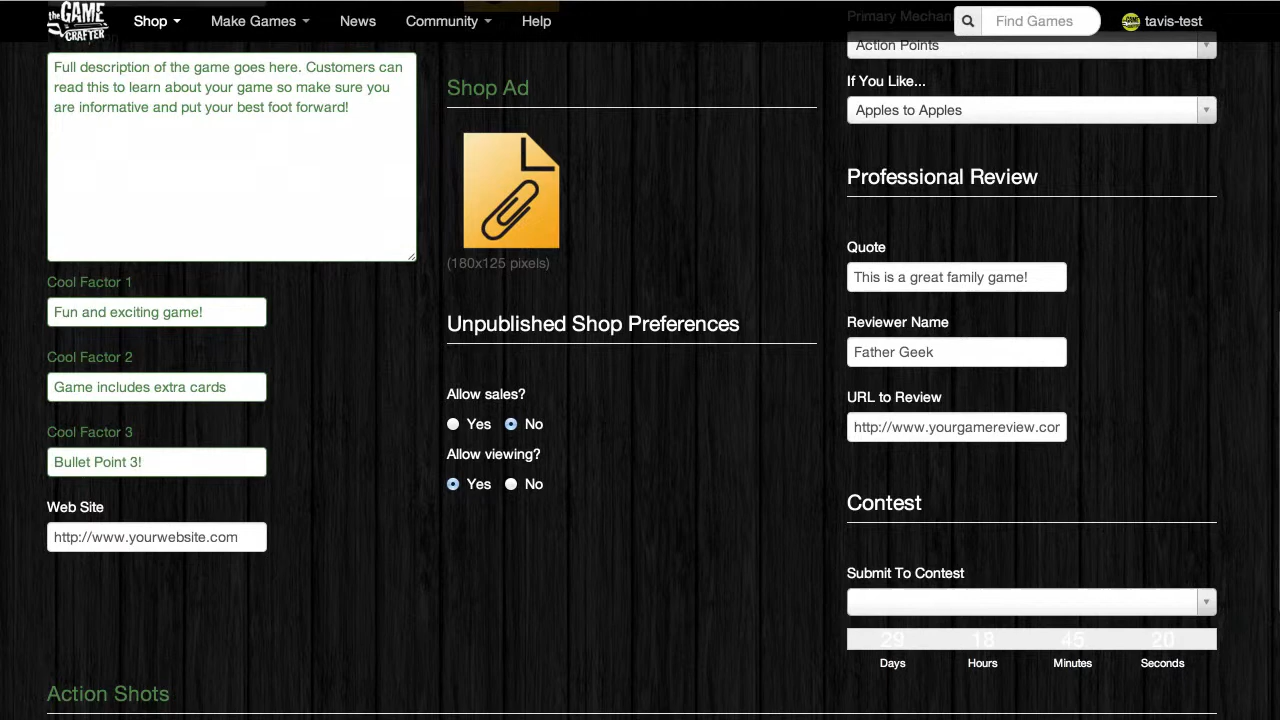 the GAME CRAFTER
Shop
Make Games
News
Community
Help
Find Games
tavis-test
Full description of the game goes here. Customers can
read this to learn about your game so make sure you
are informative and put your best foot forward!
Cool Factor 1
Fun and exciting game!
Cool Factor 2
Game includes extra cards
Cool Factor 3
Bullet Point 3!
Web Site
http://www.yourwebsite.com
Action Shots
Shop Ad
(180x125 pixels)
Unpublished Shop Preferences
Allow sales?
Yes No
Allow viewing?
Yes No
Primary Mechan
Action Points
If You Like...
Apples to Apples
Professional Review
Quote
This is a great family game!
Reviewer Name
Father Geek
URL to Review
http://www.yourgamereview.cor
Contest
Submit To Contest
29 18 45 20
Days Hours Minutes Seconds